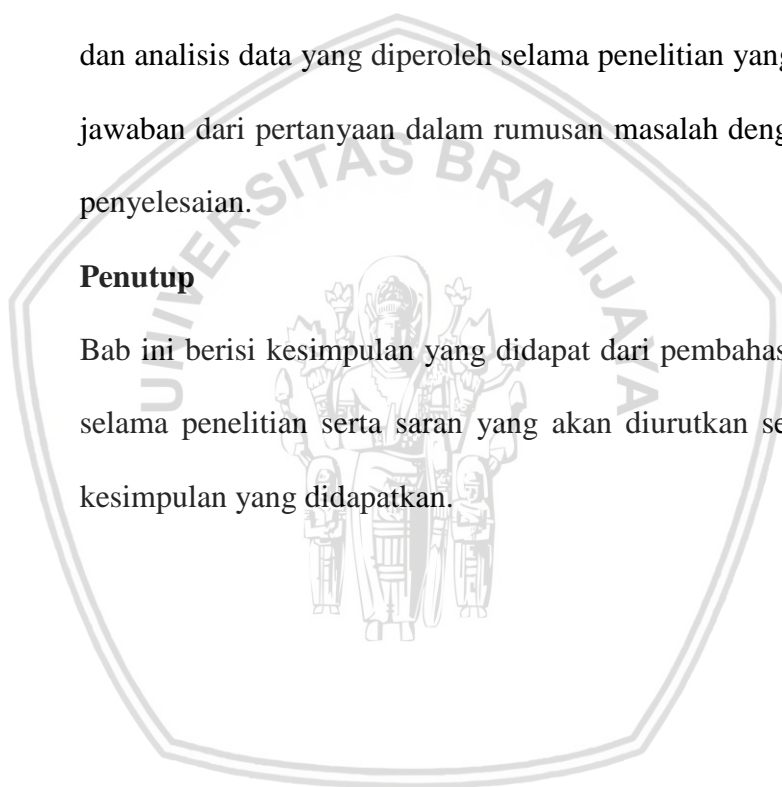 dan analisis data yang diperoleh selama penelitian yang
jawaban dari pertanyaan dalam rumusan masalah deng
penyelesaian.
UNIVERSITAS BRAWIJAYA
Penutup
Bab ini berisi kesimpulan yang didapat dari pembahas
selama penelitian serta saran yang akan diurutkan se
kesimpulan yang didapatkan.